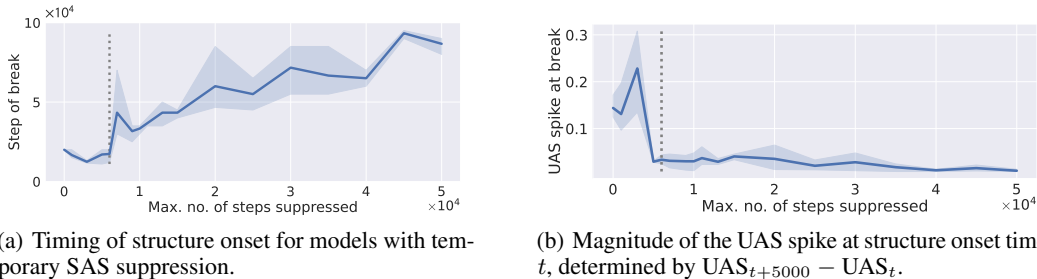 ×10⁴
10
5
0
Step of break
0 1 2 3 4 5
Max. no. of steps suppressed
×10⁴
0.3
0.2
0.1
UAS spike at break
0 1 2 3 4 5
Max. no. of steps suppressed
×10⁴
(a) Timing of structure onset for models with tem-
porary SAS suppression.
(b) Magnitude of the UAS spike at structure onset tim
t, determined by UASₜ₊₅₀₀₀ − UASₜ.